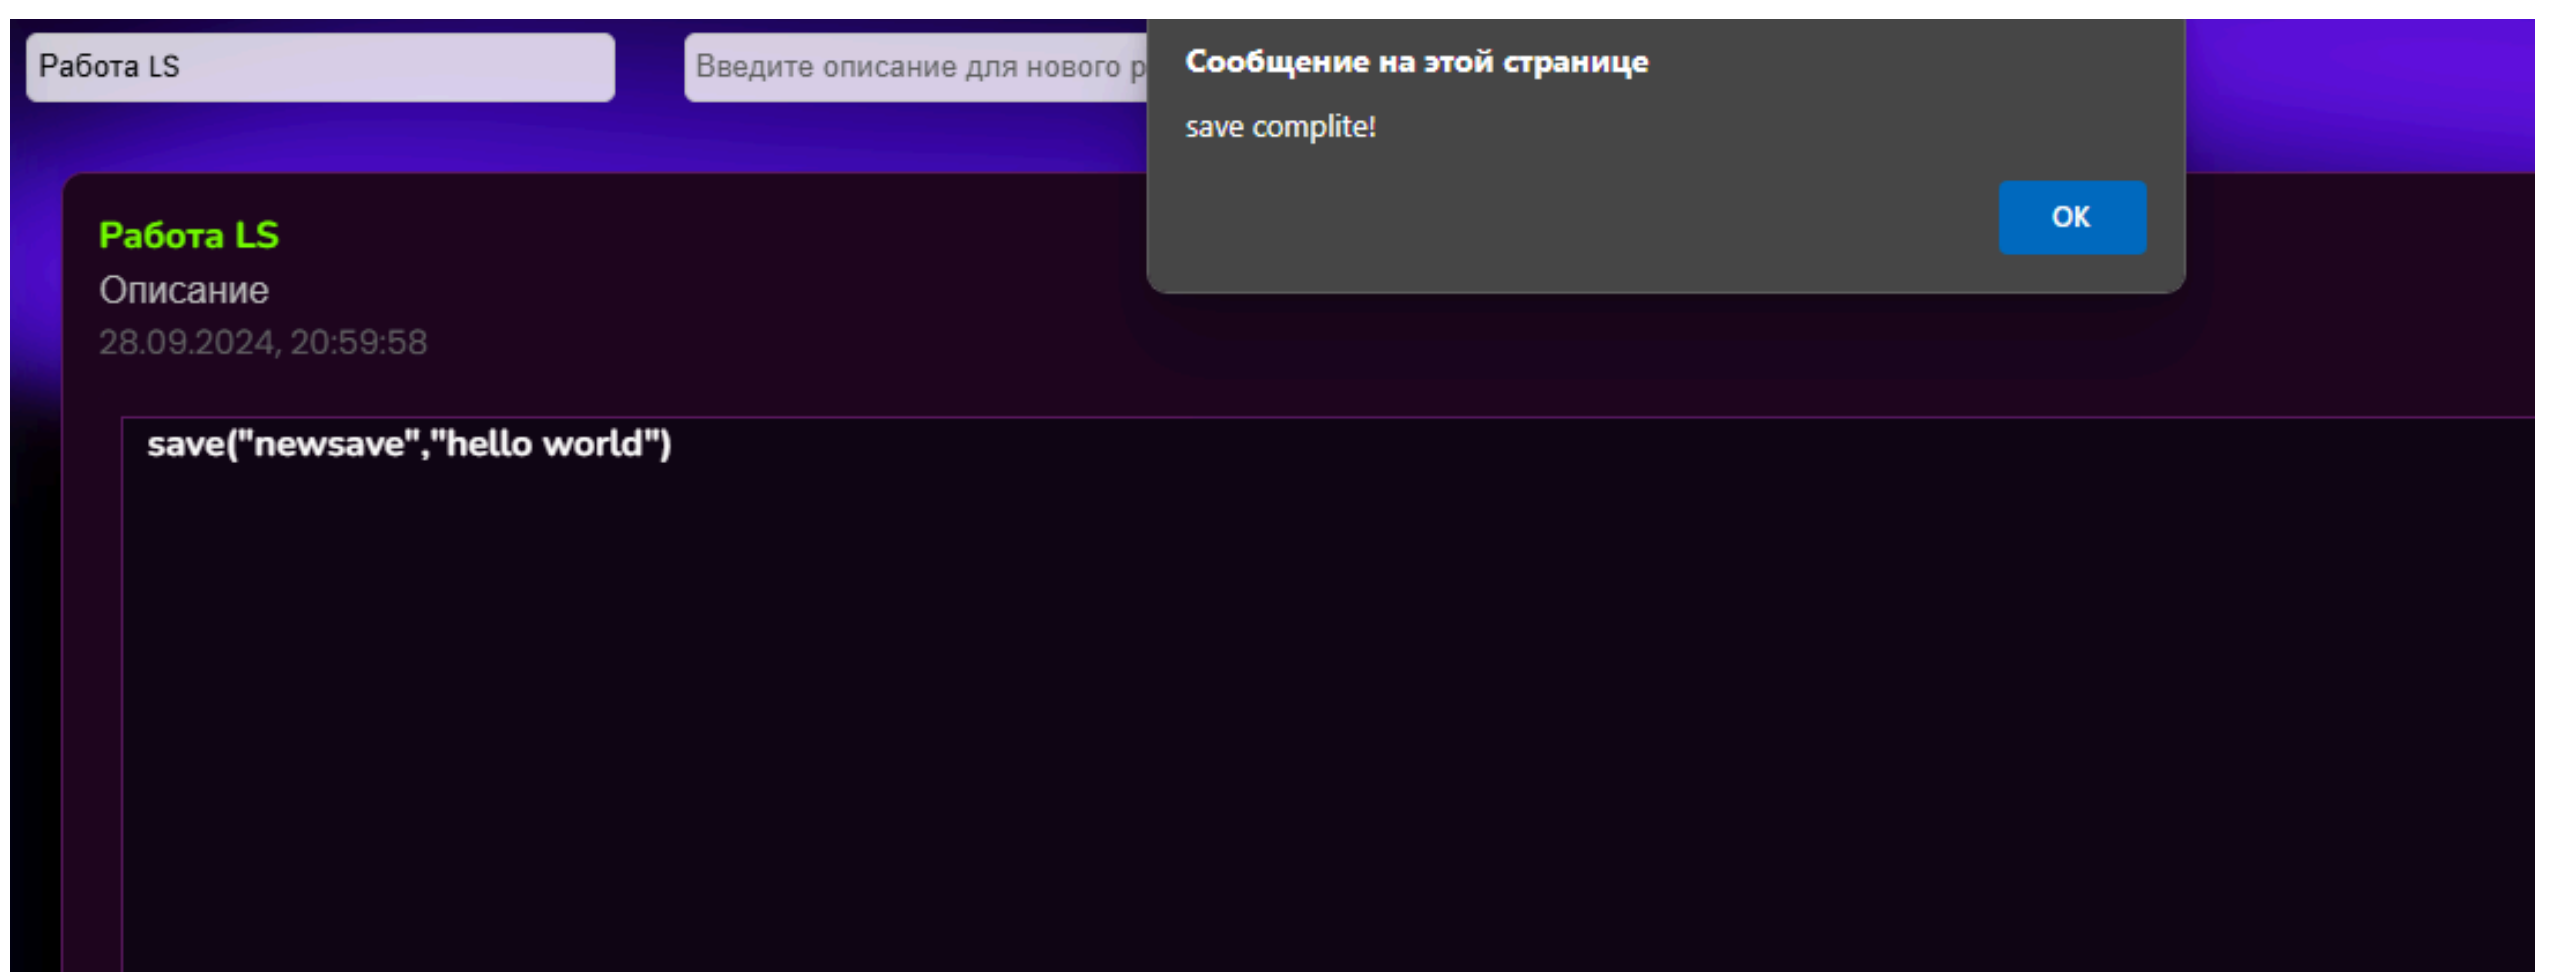 Работа LS
Введите описание для нового р
Сообщение на этой странице
save complite!
OK
Работа LS
Описание
28.09.2024, 20:59:58
save("newsave","hello world")